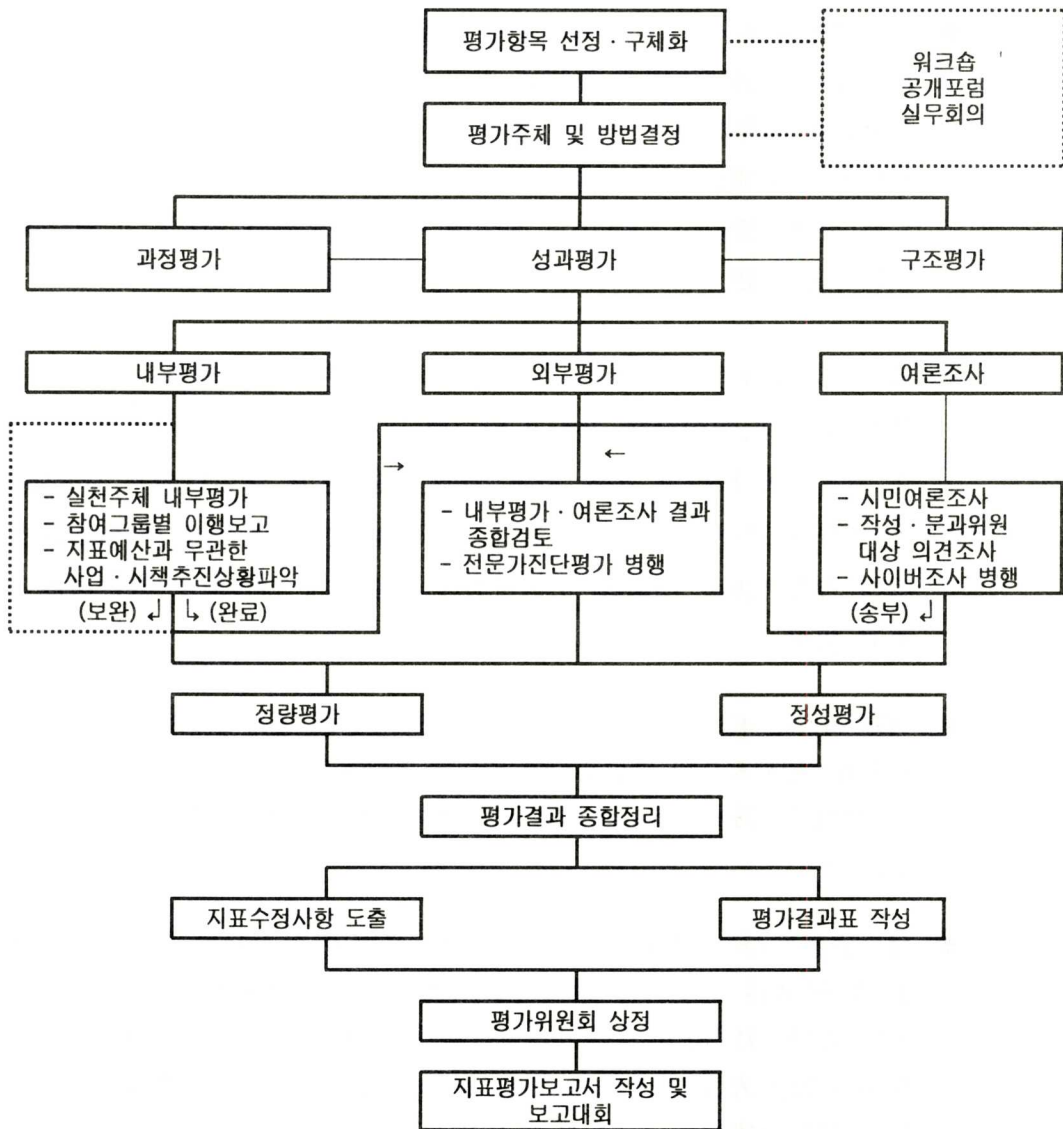 평가항목 선정 · 구체화
워크숍
공개포럼
실무회의
평가주체 및 방법결정
과정평가
성과평가
구조평가
내부평가
외부평가
여론조사
→
←
- 실천주체 내부평가
- 참여그룹별 이행보고
- 지표예산과 무관한
사업 · 시책추진상황파악
(보완) ↲ ↳ (완료)
- 내부평가 · 여론조사 결과
종합검토
- 전문가진단평가 병행
- 시민여론조사
- 작성 · 분과위원
대상 의견조사
- 사이버조사 병행
(송부) ↲
정량평가
정성평가
평가결과 종합정리
지표수정사항 도출
평가결과표 작성
평가위원회 상정
지표평가보고서 작성 및
보고대회